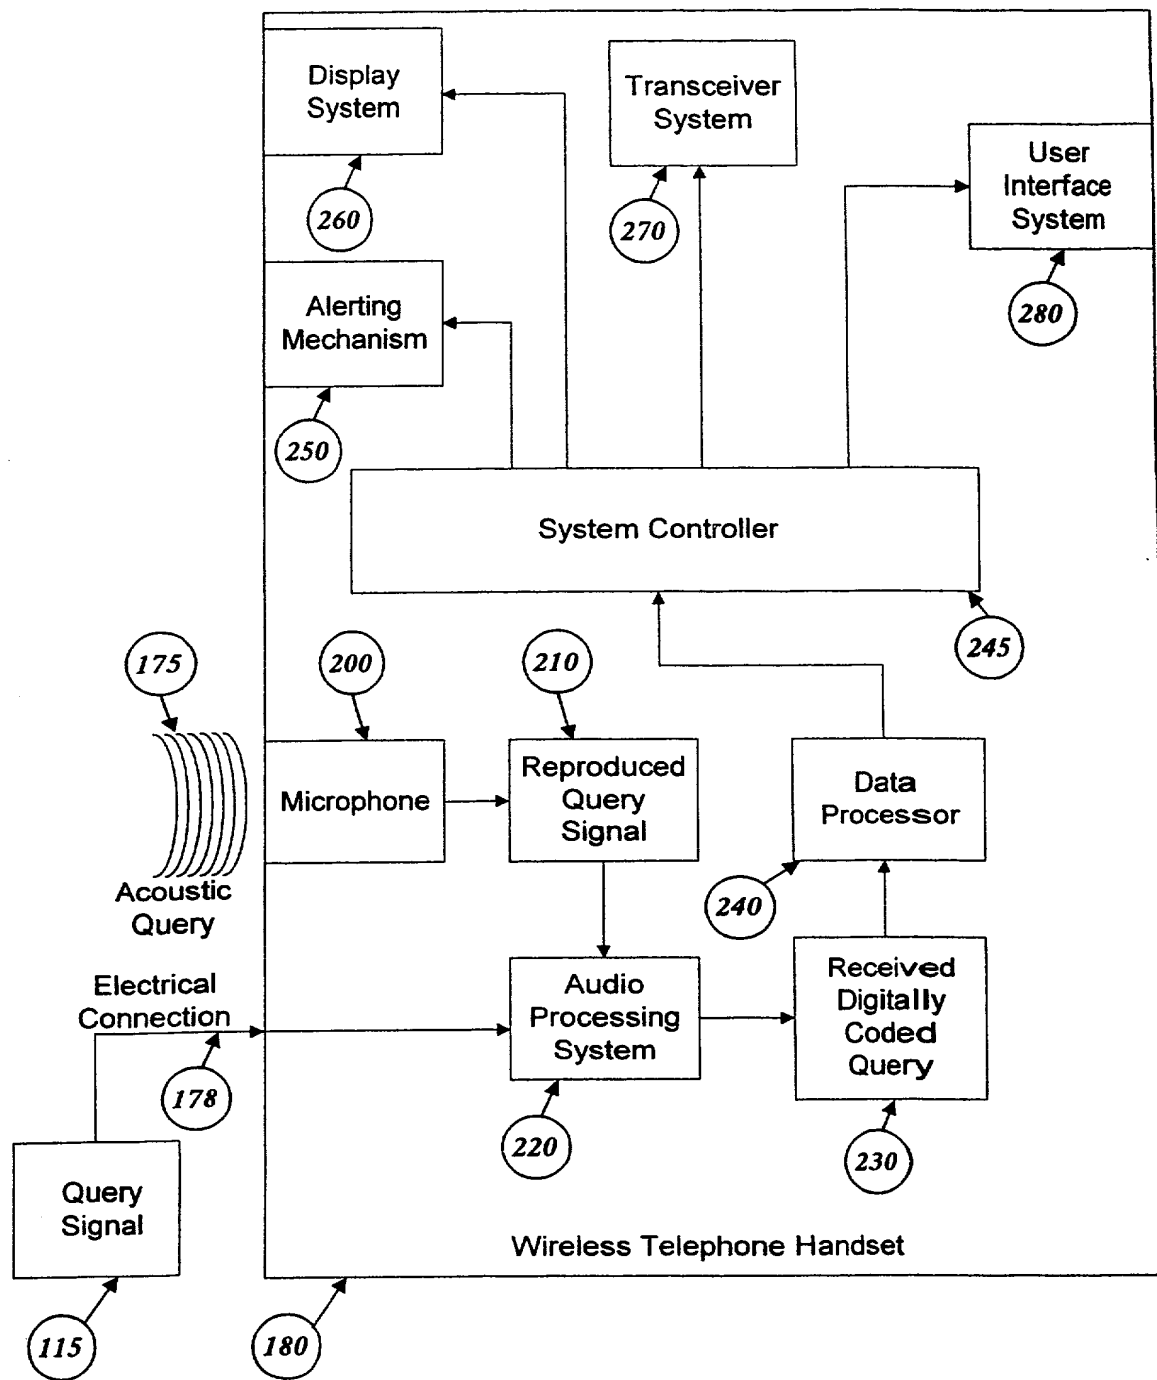 Display
System
260
Transceiver
System
270
User
Interface
System
280
Alerting
Mechanism
250
System Controller
245
175
200
210
Acoustic
Query
Microphone
Reproduced
Query
Signal
Data
Processor
240
Electrical
Connection
178
Audio
Processing
System
220
Received
Digitally
Coded
Query
230
Query
Signal
115
Wireless Telephone Handset
180